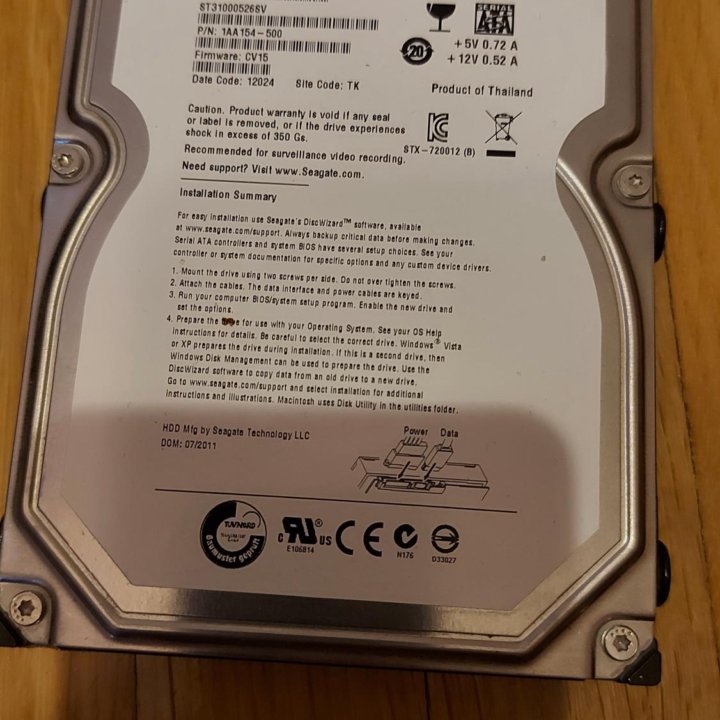 ST31000526SV
P/N: 1AA154-500
Firmware: CV15
Date Code: 12024 Site Code: TK
SERIAL
SATA
20
+5V 0.72 A
+12V 0.52 A
Product of Thailand
Caution. Product warranty is void if any seal
or label is removed, or if the drive experiences
shock in excess of 350 Gs.
Recommended for surveillance video recording.
Need support? Visit www.Seagate.com.
STX-720012 (B)
Installation Summary
For easy installation use Seagate's DiscWizard™ software, available
at www.seagate.com/support. Always backup critical data before making changes.
Serial ATA controllers and system BIOS have several setup choices. See your
controller or system documentation for specific options and any custom device drivers.
1. Mount the drive using two screws per side. Do not over tighten the screws.
2. Attach the cables. The data interface and power cables are keyed.
3. Run your computer BIOS/system setup program. Enable the new drive and
set the options.
4. Prepare the drive for use with your Operating System. See your OS Help
instructions for details. Be careful to select the correct drive. Windows® Vista
or XP prepares the drive during installation. If this is a second drive, then
Windows Disk Management can be used to prepare the drive. Use the
DiscWizard software to copy data from an old drive to a new drive.
Go to www.seagate.com/support and select installation for additional
instructions and illustrations. Macintosh uses Disk Utility in the utilities folder.
HDD Mfg by Seagate Technology LLC
DOM: 07/2011
Power Data
TUV NORD
Baumuster geprüft
c UL® US
E106814
CE
N176
D33027